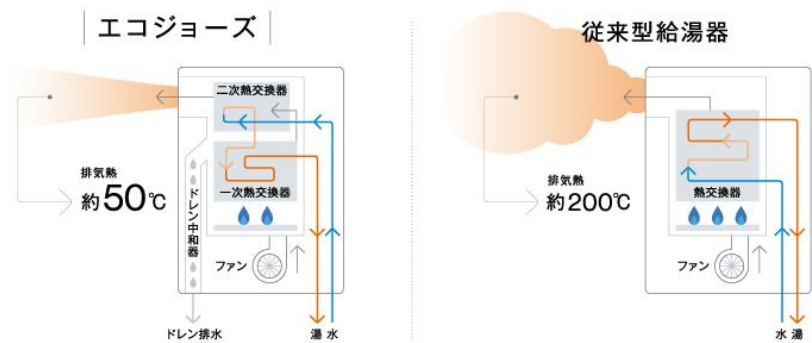 エコジョーズ
二次熱交換器
一次熱交換器
排気熱
約50℃
ドレン中和器
ファン
ドレン排水
湯 水
従来型給湯器
排気熱
約200℃
熱交換器
ファン
水 湯